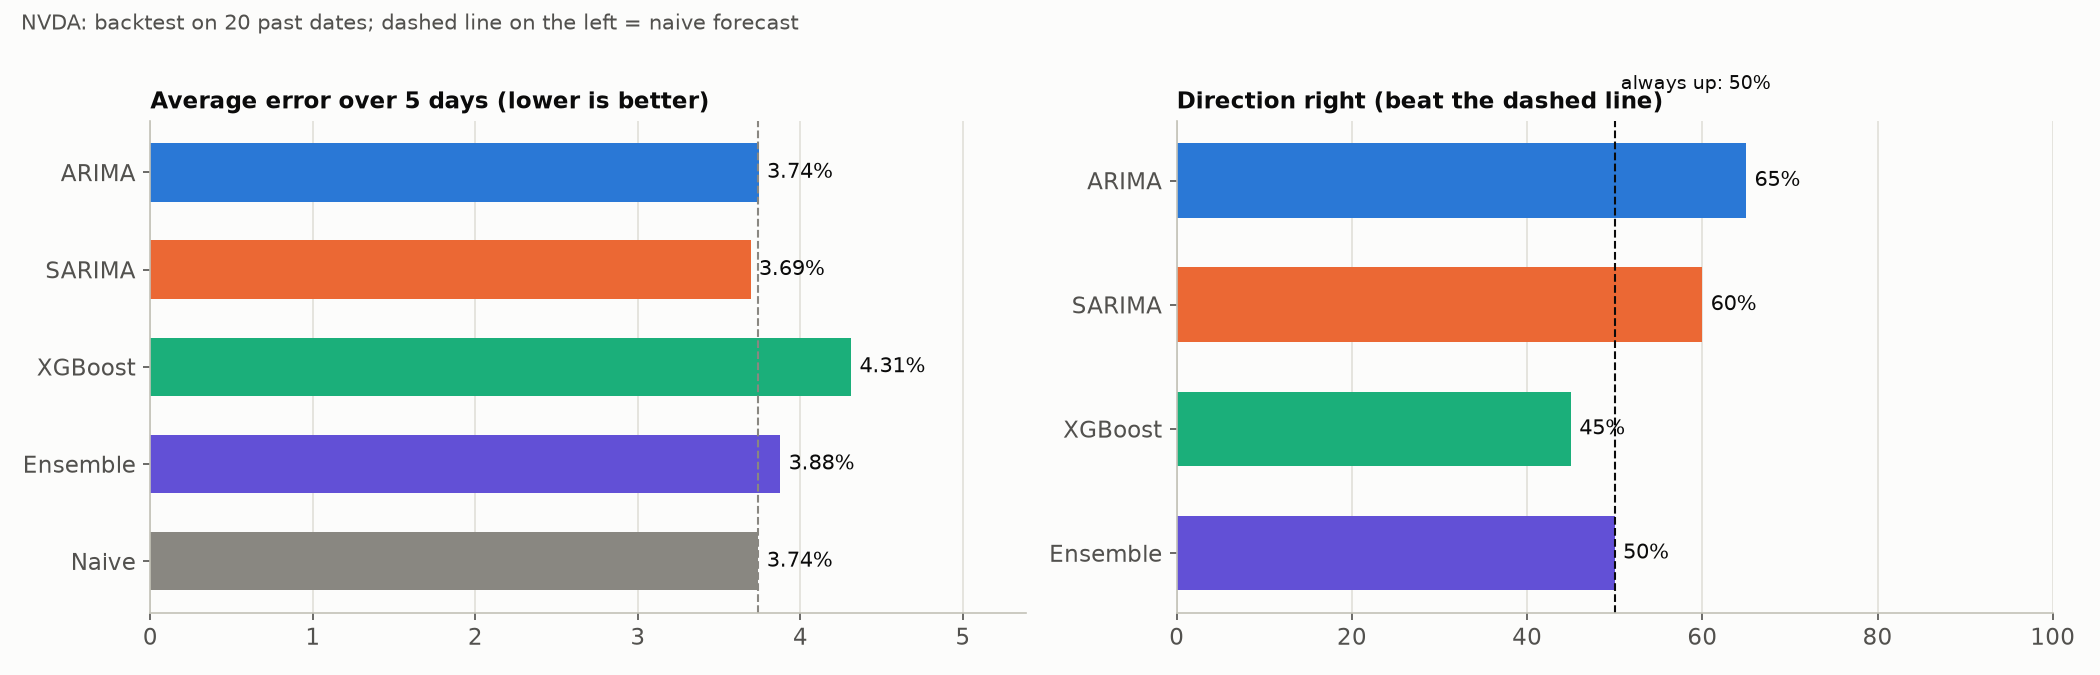 NVDA: backtest on 20 past dates; dashed line on the left = naive forecast
Average error over 5 days (lower is better)
ARIMA
3.74%
SARIMA
3.69%
XGBoost
4.31%
Ensemble
3.88%
Naive
3.74%
0 1 2 3 4 5
always up: 50%
Direction right (beat the dashed line)
ARIMA
65%
SARIMA
60%
XGBoost
45%
Ensemble
50%
0 20 40 60 80 100